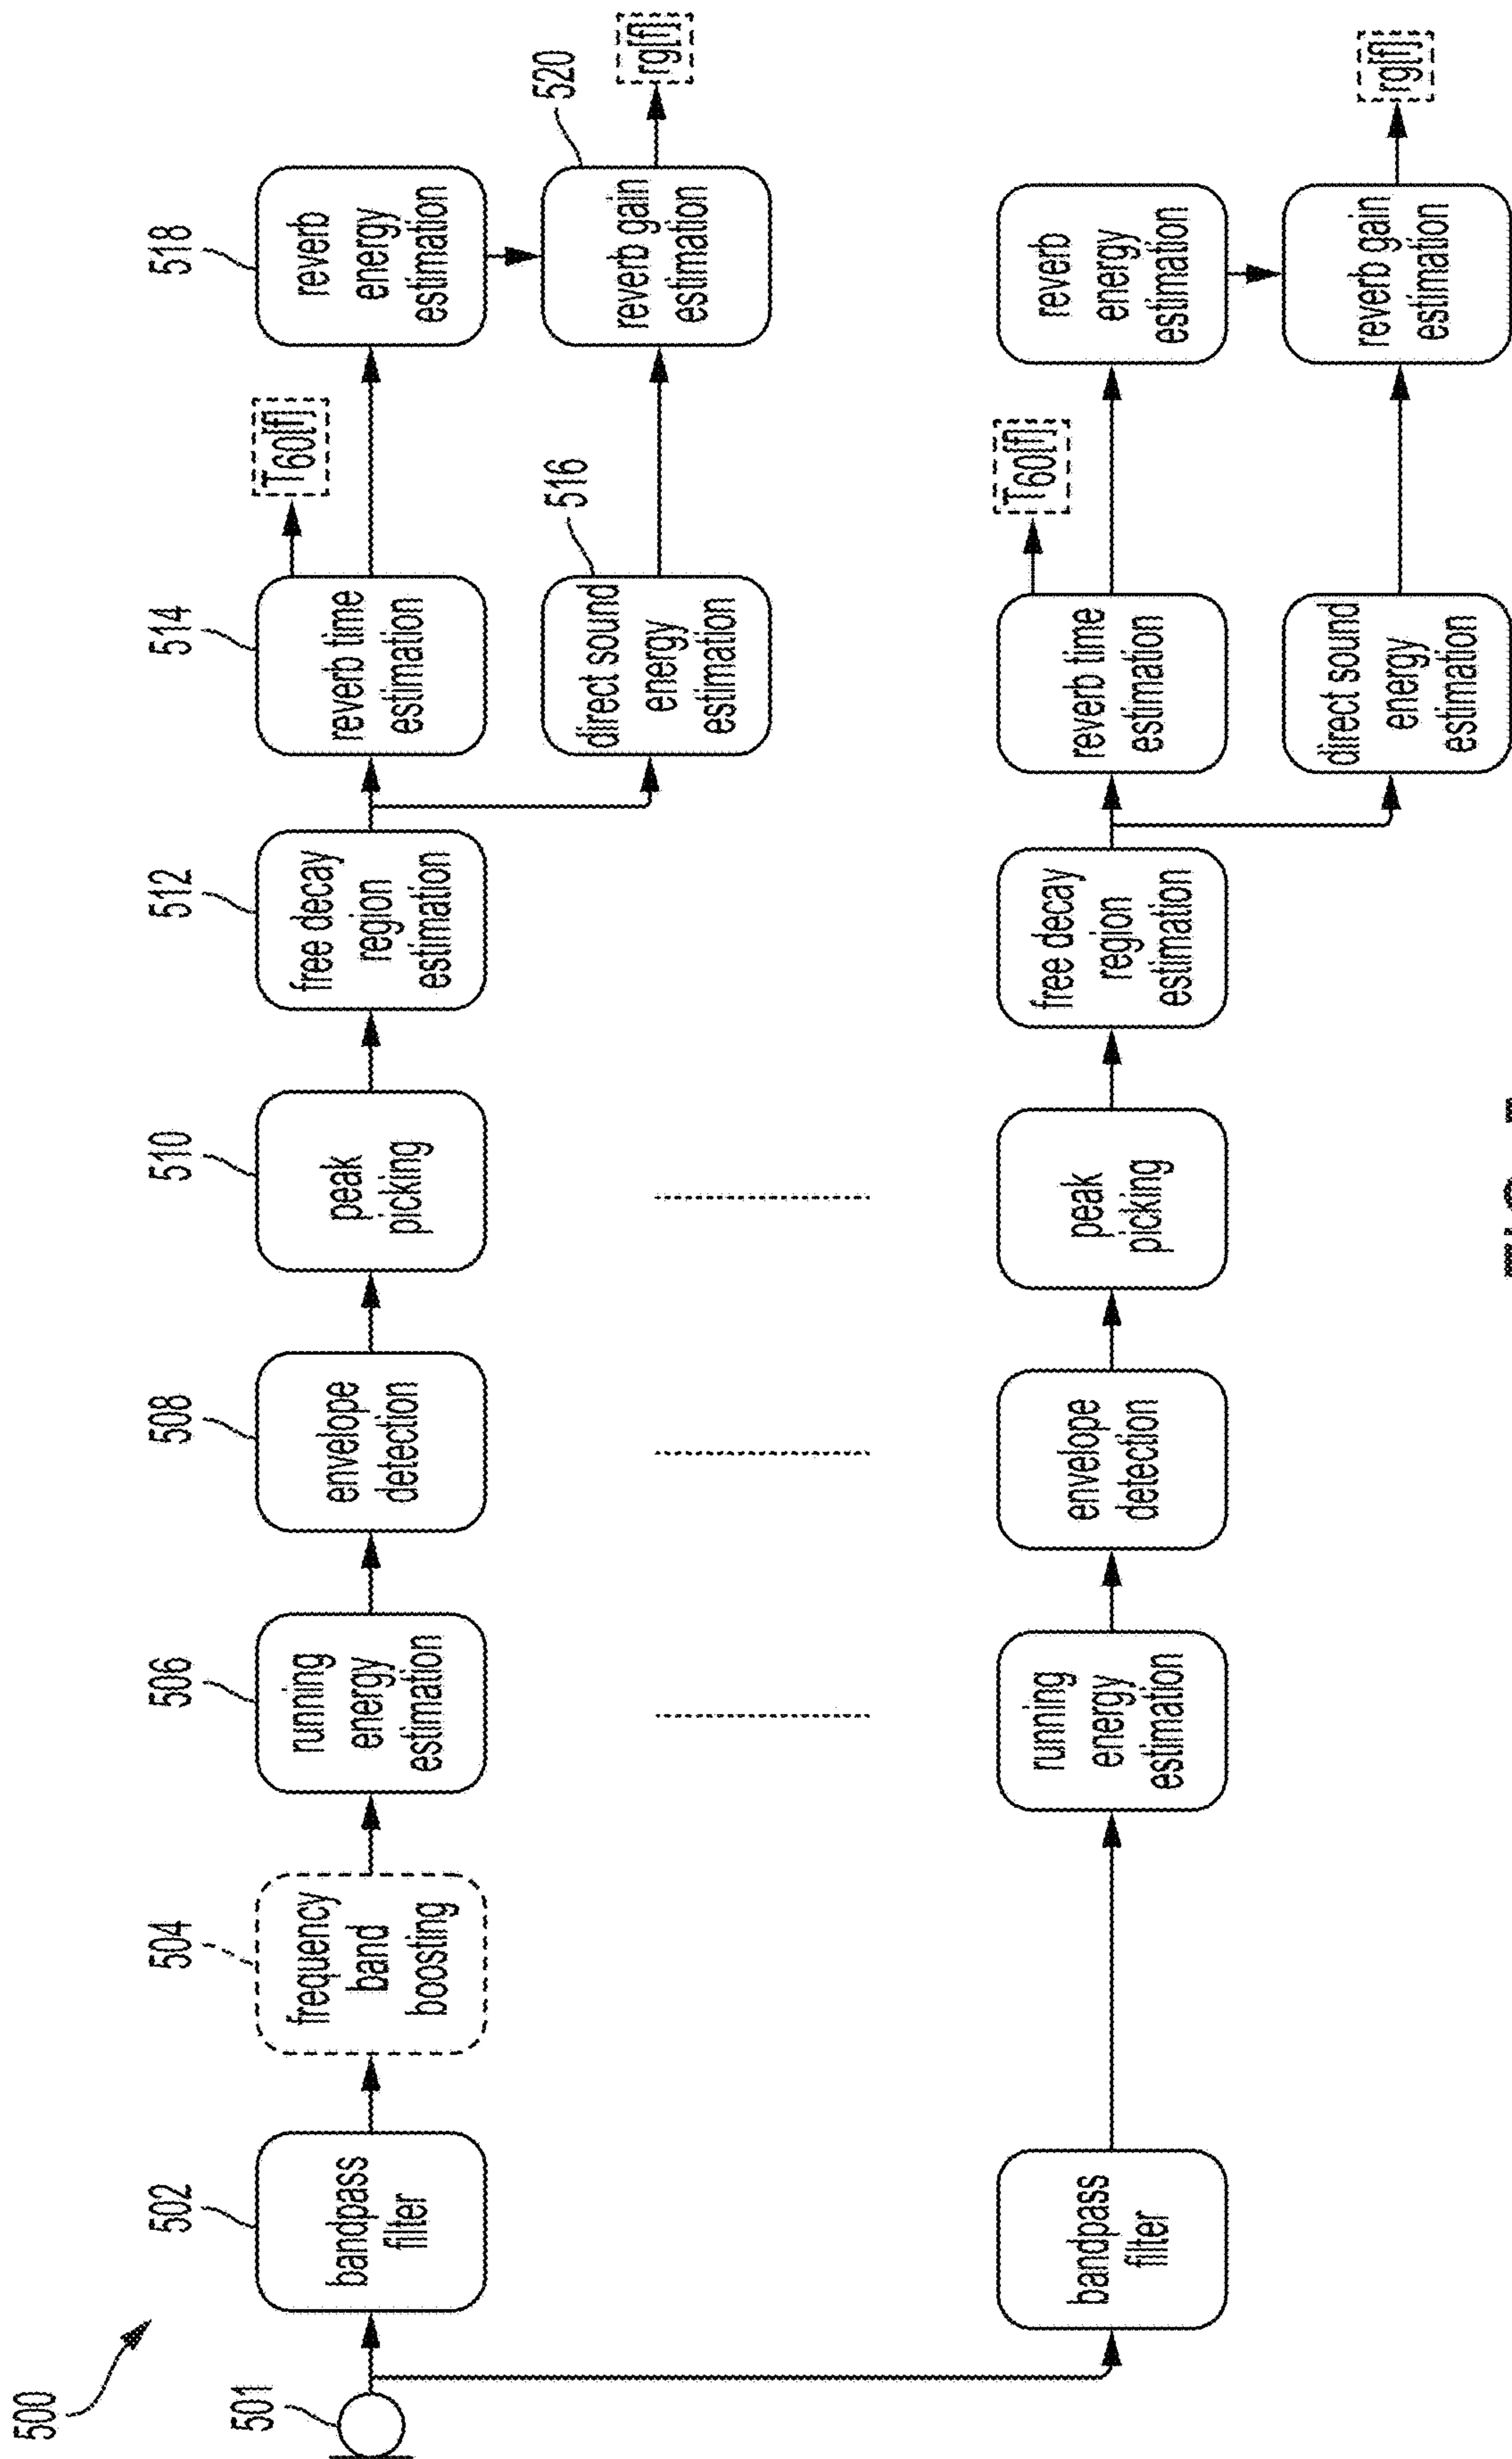 500
501
502
bandpass
filter
504
frequency
band
boosting
506
running
energy
estimation
508
envelope
detection
510
peak
picking
512
free decay
region
estimation
514
reverb time
estimation
T60[f]
516
direct sound
energy
estimation
518
reverb
energy
estimation
520
reverb gain
estimation
rg[f]
bandpass
filter
running
energy
estimation
envelope
detection
peak
picking
free decay
region
estimation
reverb time
estimation
T60[f]
direct sound
energy
estimation
reverb
energy
estimation
reverb gain
estimation
rg[f]